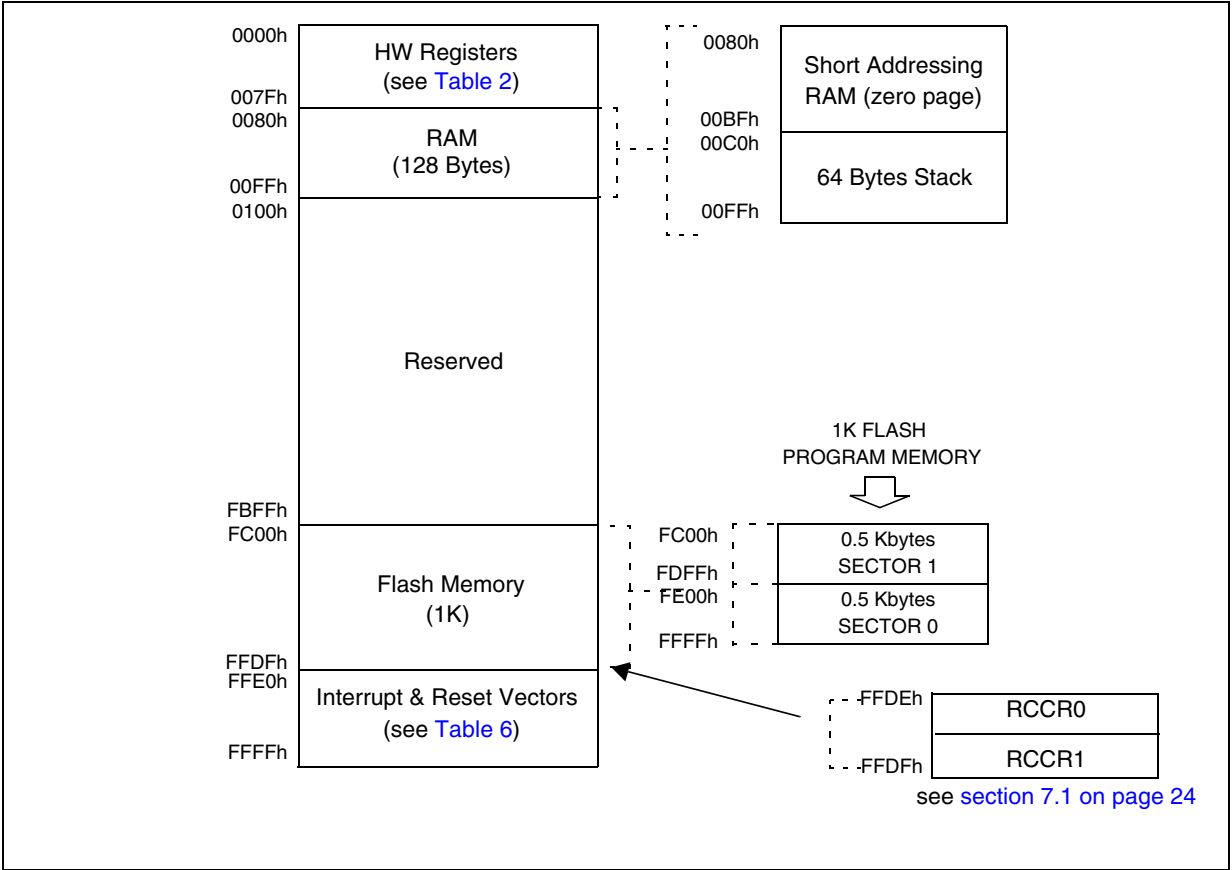 0000h
HW Registers
(see Table 2)
007Fh
0080h
RAM
(128 Bytes)
00FFh
0100h
Reserved
FBFFh
FC00h
Flash Memory
(1K)
FFDFh
FFE0h
Interrupt & Reset Vectors
(see Table 6)
FFFFh
0080h
Short Addressing
RAM (zero page)
00BFh
00C0h
64 Bytes Stack
00FFh
1K FLASH
PROGRAM MEMORY
FC00h
0.5 Kbytes
SECTOR 1
FDFFh
FE00h
0.5 Kbytes
SECTOR 0
FFFFh
FFDEh
RCCR0
RCCR1
FFDFh
see section 7.1 on page 24